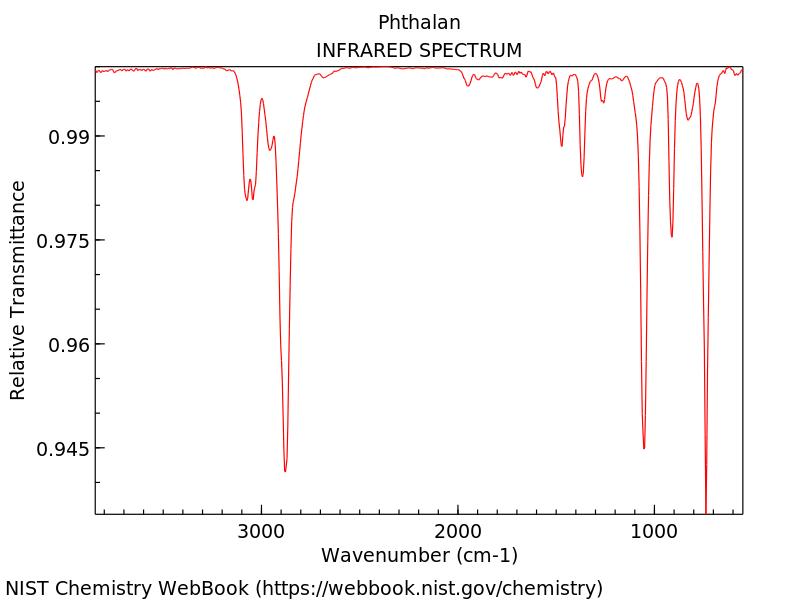 Phthalan
INFRARED SPECTRUM
0.99
0.975
0.96
0.945
Relative Transmittance
3000 2000 1000
Wavenumber (cm-1)
NIST Chemistry WebBook (https://webbook.nist.gov/chemistry)